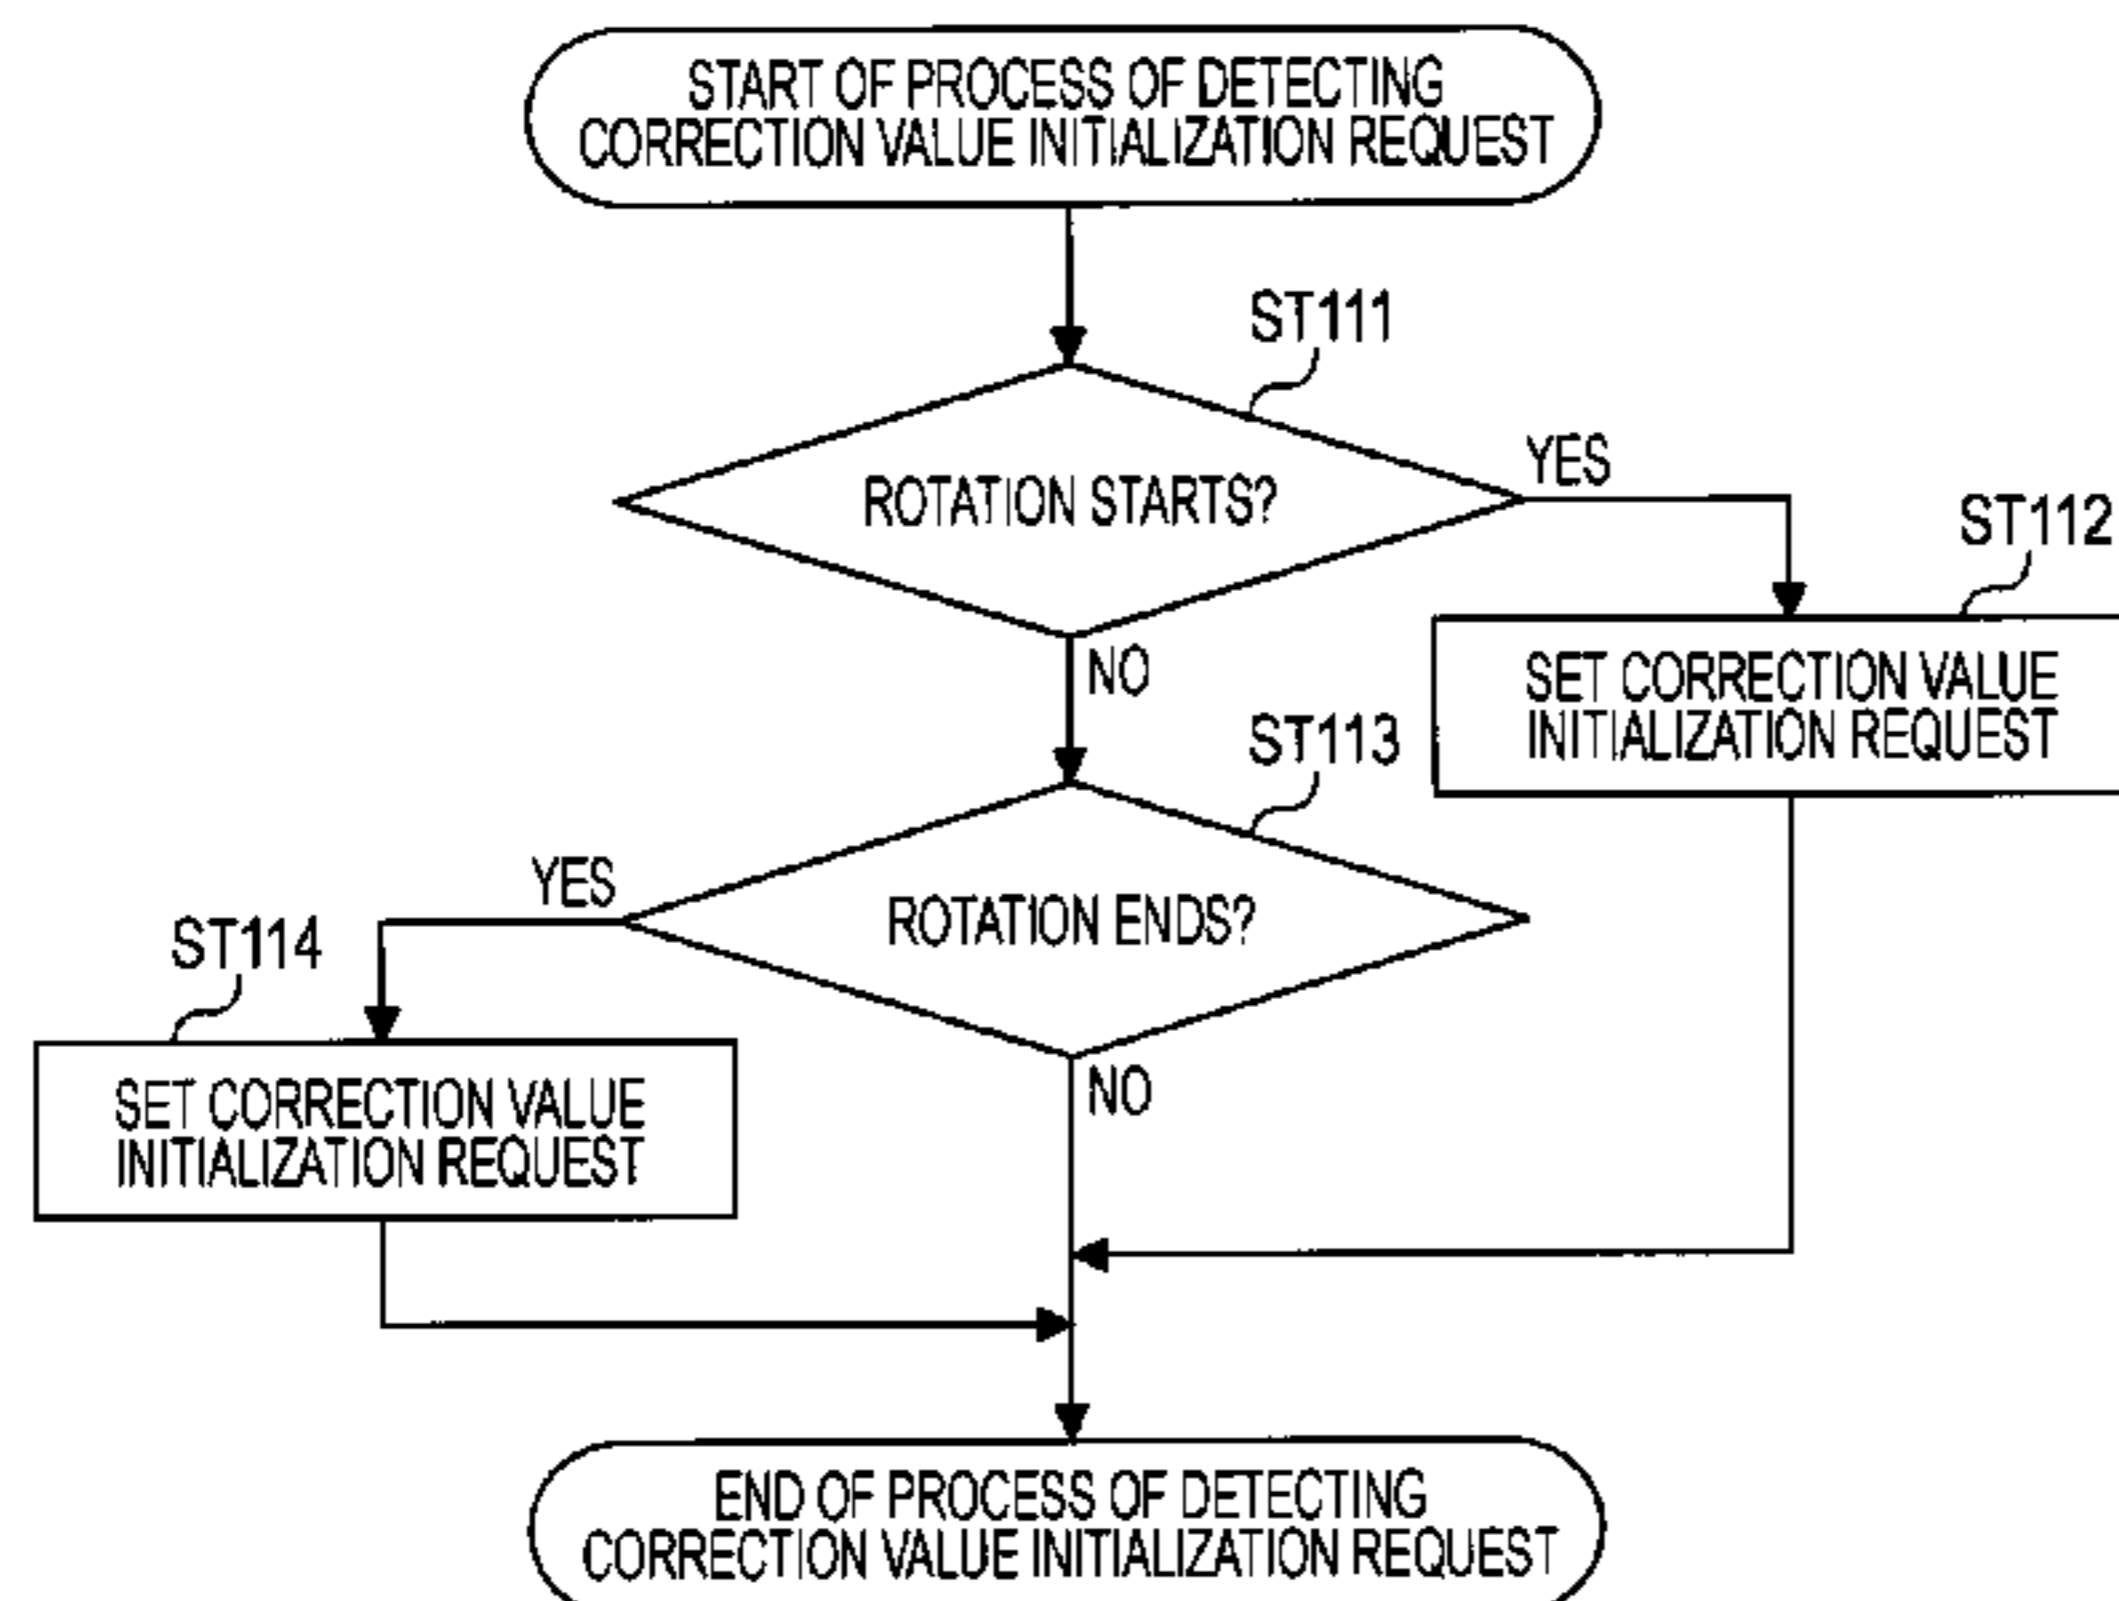 START OF PROCESS OF DETECTING
CORRECTION VALUE INITIALIZATION REQUEST
ST111
ROTATION STARTS?
YES
ST112
NO
SET CORRECTION VALUE
INITIALIZATION REQUEST
ST113
YES
ROTATION ENDS?
ST114
NO
SET CORRECTION VALUE
INITIALIZATION REQUEST
END OF PROCESS OF DETECTING
CORRECTION VALUE INITIALIZATION REQUEST